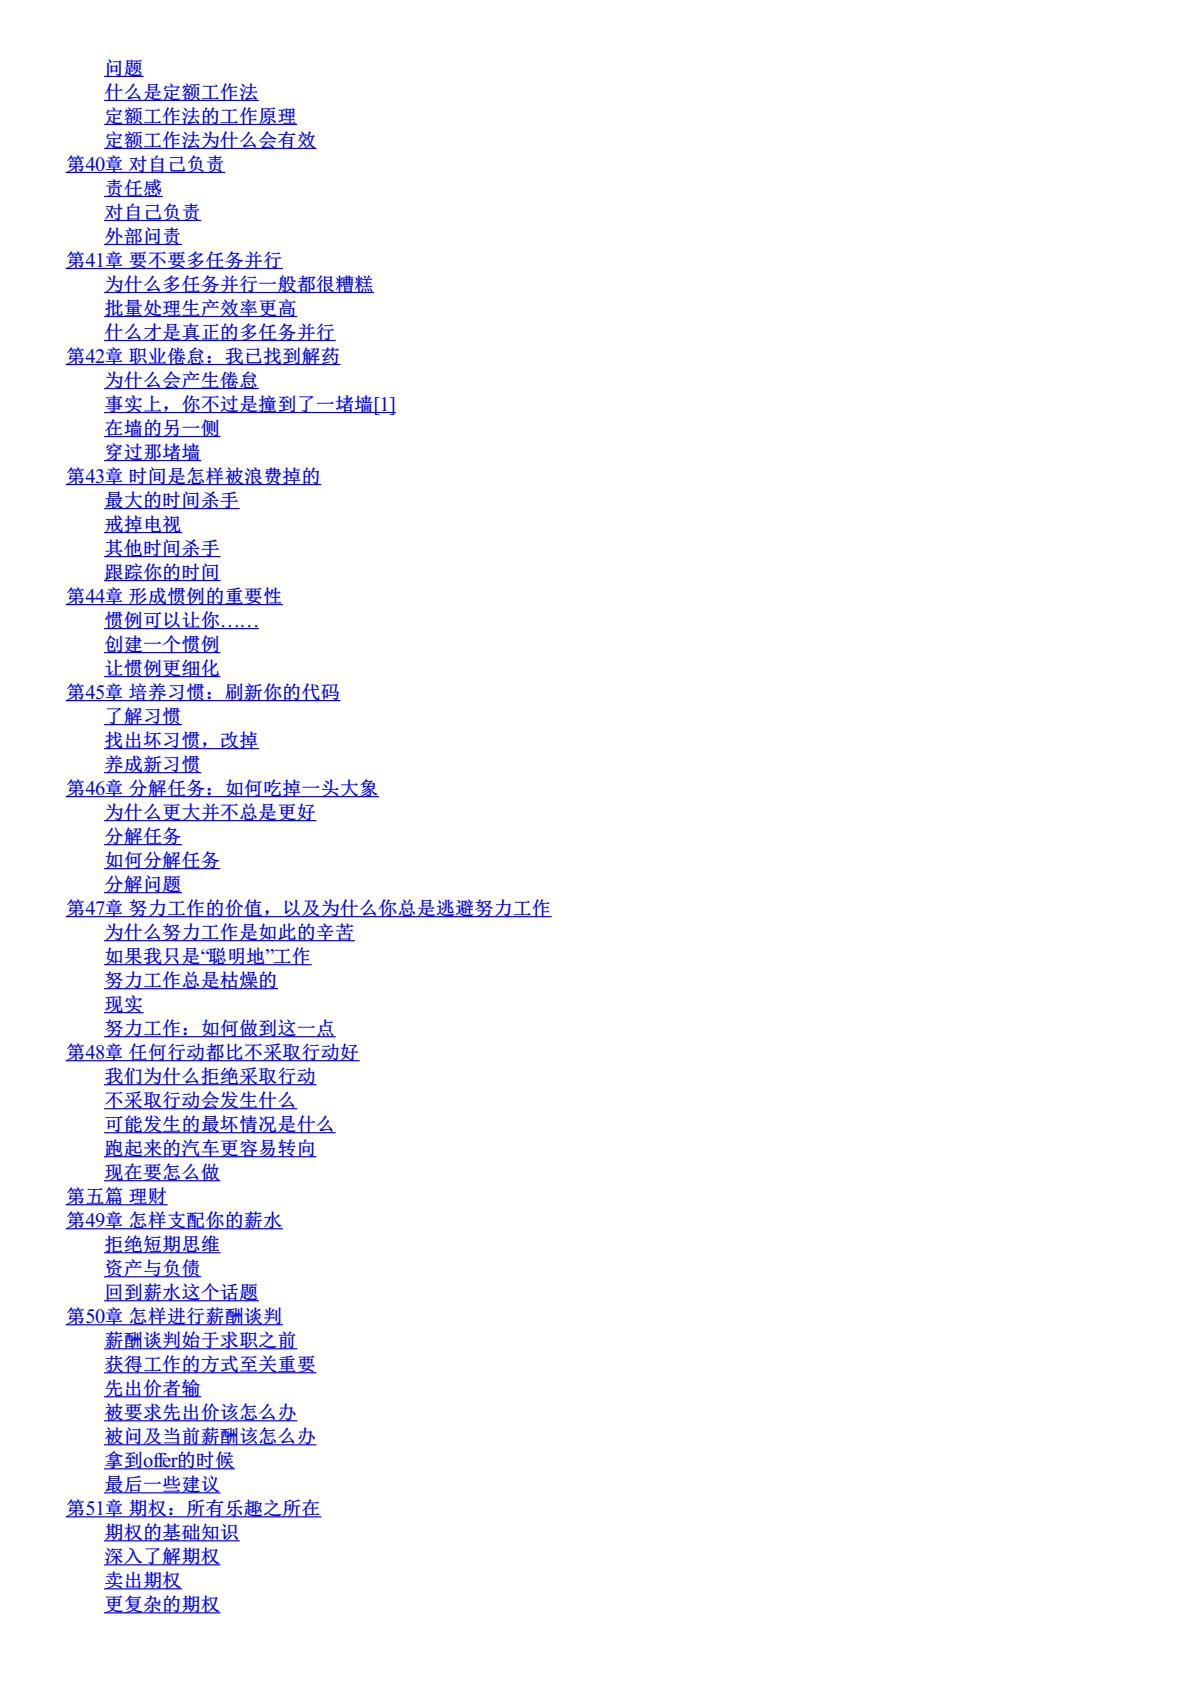 问题
什么是定额工作法
定额工作法的工作原理
定额工作法为什么会有效
第40章 对自己负责
责任感
对自己负责
外部问责
第41章 要不要多任务并行
为什么多任务并行一般都很糟糕
批量处理生产效率更高
什么才是真正的多任务并行
第42章 职业倦怠：我已找到解药
为什么会产生倦怠
事实上，你不过是撞到了一堵墙[1]
在墙的另一侧
穿过那堵墙
第43章 时间是怎样被浪费掉的
最大的时间杀手
戒掉电视
其他时间杀手
跟踪你的时间
第44章 形成惯例的重要性
惯例可以让你……
创建一个惯例
让惯例更细化
第45章 培养习惯：刷新你的代码
了解习惯
找出坏习惯，改掉
养成新习惯
第46章 分解任务：如何吃掉一头大象
为什么更大并不总是更好
分解任务
如何分解任务
分解问题
第47章 努力工作的价值，以及为什么你总是逃避努力工作
为什么努力工作是如此的辛苦
如果我只是“聪明地”工作
努力工作总是枯燥的
现实
努力工作：如何做到这一点
第48章 任何行动都比不采取行动好
我们为什么拒绝采取行动
不采取行动会发生什么
可能发生的最坏情况是什么
跑起来的汽车更容易转向
现在要怎么做
第五篇 理财
第49章 怎样支配你的薪水
拒绝短期思维
资产与负债
回到薪水这个话题
第50章 怎样进行薪酬谈判
薪酬谈判始于求职之前
获得工作的方式至关重要
先出价者输
被要求先出价该怎么办
被问及当前薪酬该怎么办
拿到offer的时候
最后一些建议
第51章 期权：所有乐趣之所在
期权的基础知识
深入了解期权
卖出期权
更复杂的期权